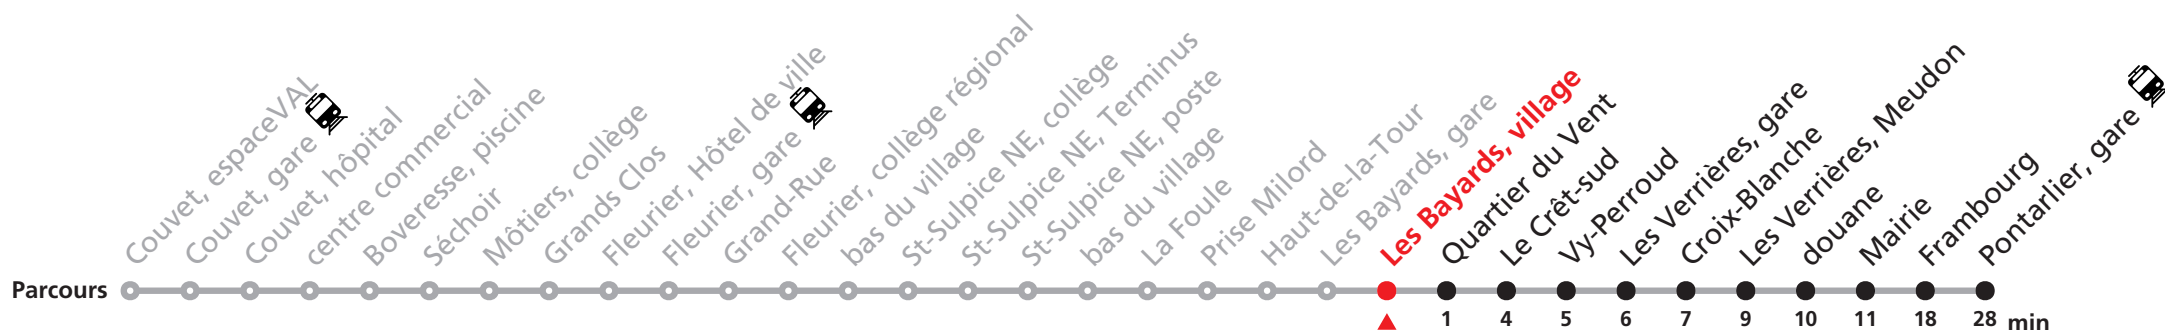 Couvet, espaceVAL
Couvet, gare
Couvet, hôpital
centre commercial
Boveresse, piscine
Séchoir
Môtiers, collège
Grands Clos
Fleurier, Hôtel de ville
Fleurier, gare
Grand-Rue
Fleurier, collège régional
bas du village
St-Sulpice NE, collège
St-Sulpice NE, Terminus
St-Sulpice NE, poste
bas du village
La Foule
Prise Milord
Haut-de-la-Tour
Les Bayards, gare
Les Bayards, village
Quartier du Vent
Le Crêt-sud
Vy-Perroud
Les Verrières, gare
Croix-Blanche
Les Verrières, Meudon
douane
Mairie
Frambourg
Pontarlier, gare
Parcours
1 4 5 6 7 9 10 11 18 28 min